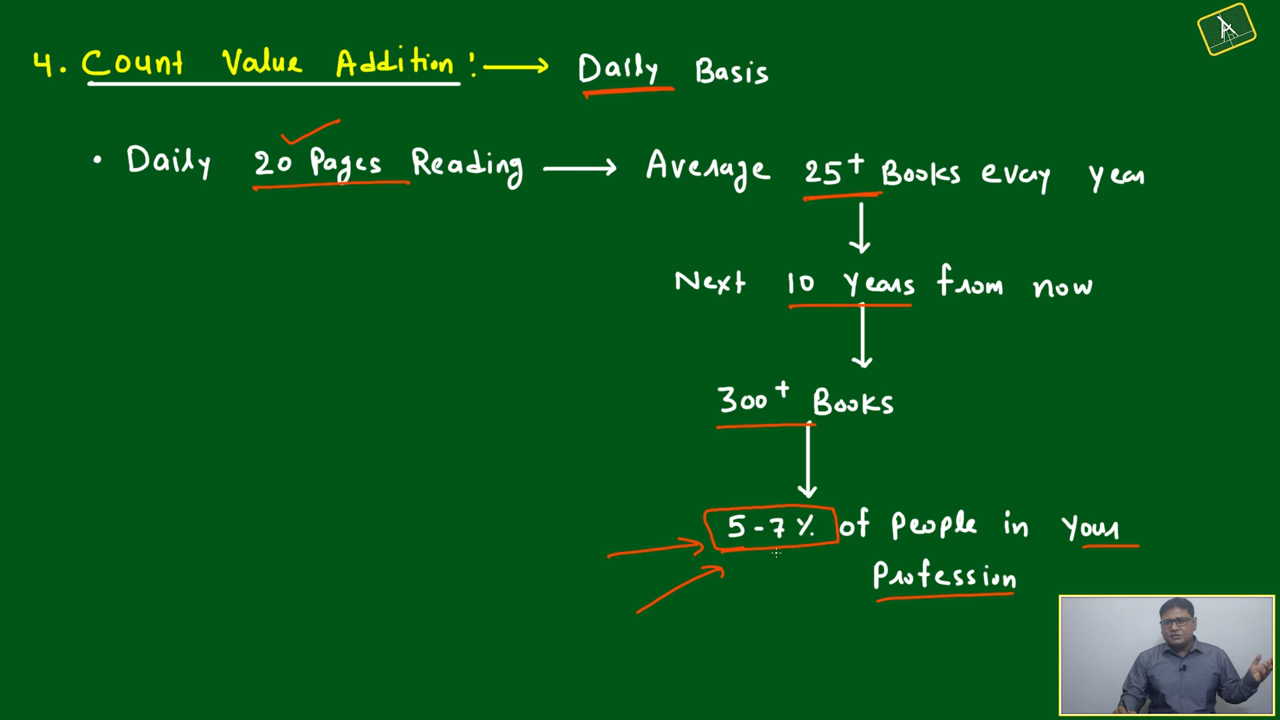 4. Count Value Addition :→ Daily Basis
• Daily 20 Pages Reading → Average 25+ Books evay year
Next 10 Years from now
300+ Books
5-7% of people in your
Profession